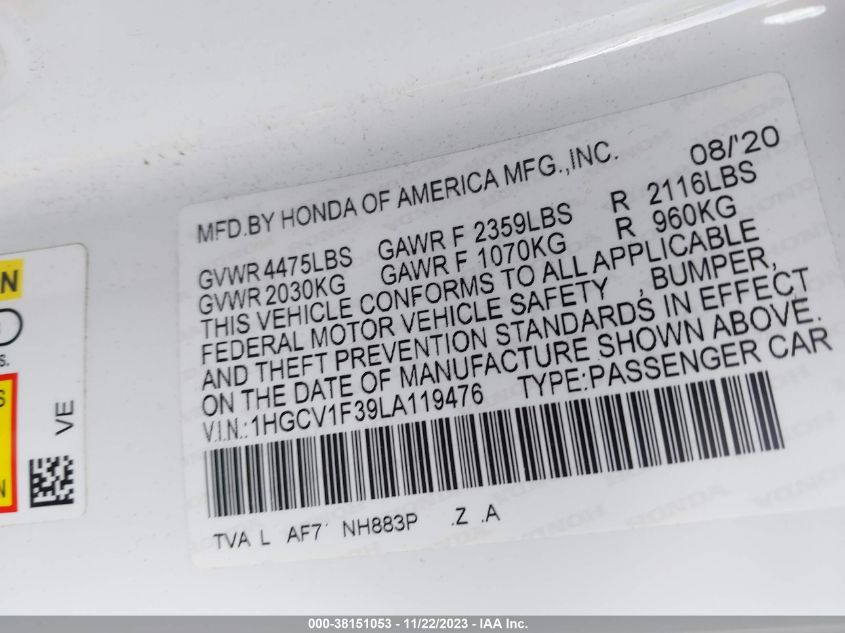 MFD.BY HONDA OF AMERICA MFG.,INC. 08/'20
GVWR 4475LBS GAWR F 2359LBS R 2116LBS
GVWR 2030KG GAWR F 1070KG R 960KG
THIS VEHICLE CONFORMS TO ALL APPLICABLE
FEDERAL MOTOR VEHICLE SAFETY , BUMPER,
AND THEFT PREVENTION STANDARDS IN EFFECT
ON THE DATE OF MANUFACTURE SHOWN ABOVE.
V.I.N.:1HGCV1F39LA119476 TYPE:PASSENGER CAR
TVA L AF7 NH883P .Z .A
VE
000-38151053 - 11/22/2023 - IAA Inc.